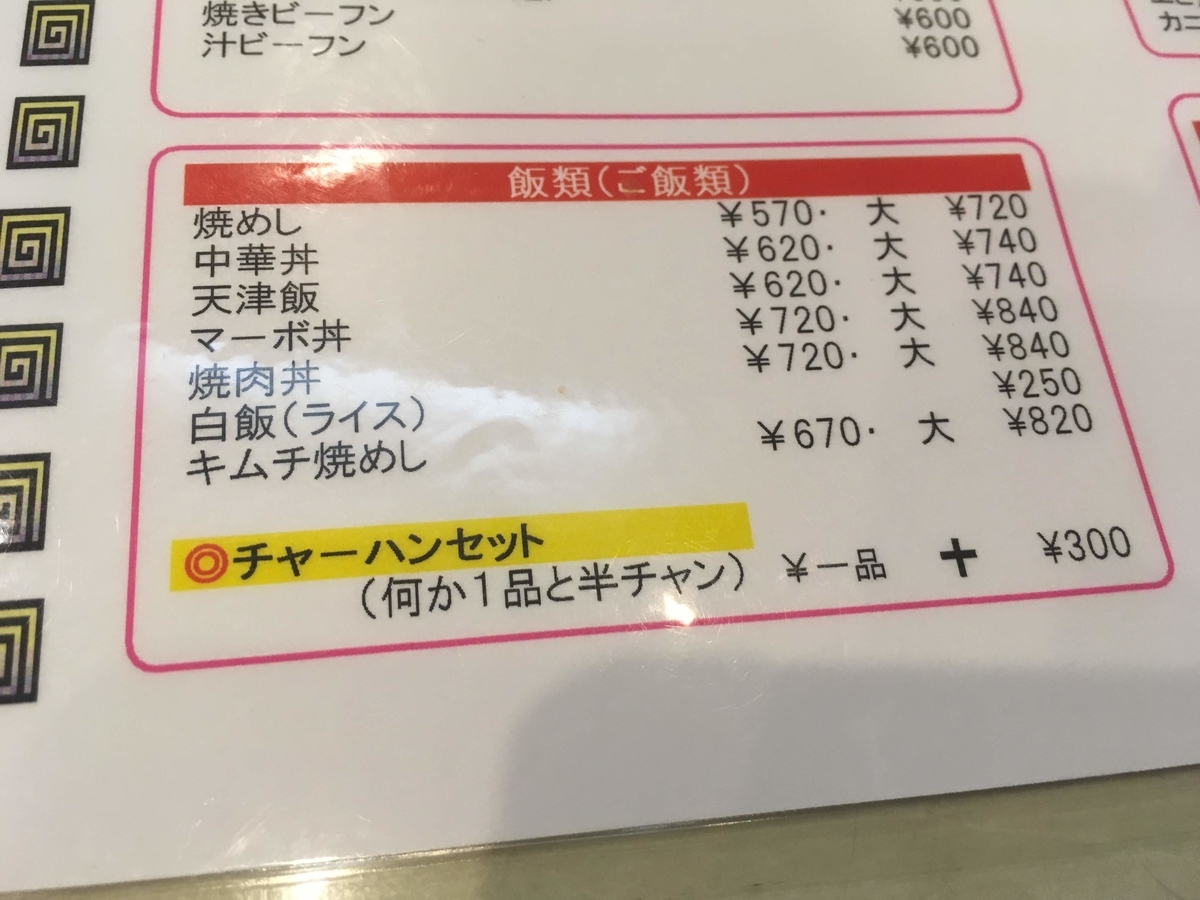 焼きビーフン ¥600
汁ビーフン ¥600
飯類(ご飯類)
焼めし ¥570· 大 ¥720
中華丼 ¥620· 大 ¥740
天津飯 ¥620· 大 ¥740
マーボ丼 ¥720· 大 ¥840
焼肉丼 ¥720· 大 ¥840
白飯(ライス) ¥250
キムチ焼めし ¥670· 大 ¥820
◎チャーハンセット
(何か1品と半チャン) ¥一品 + ¥300